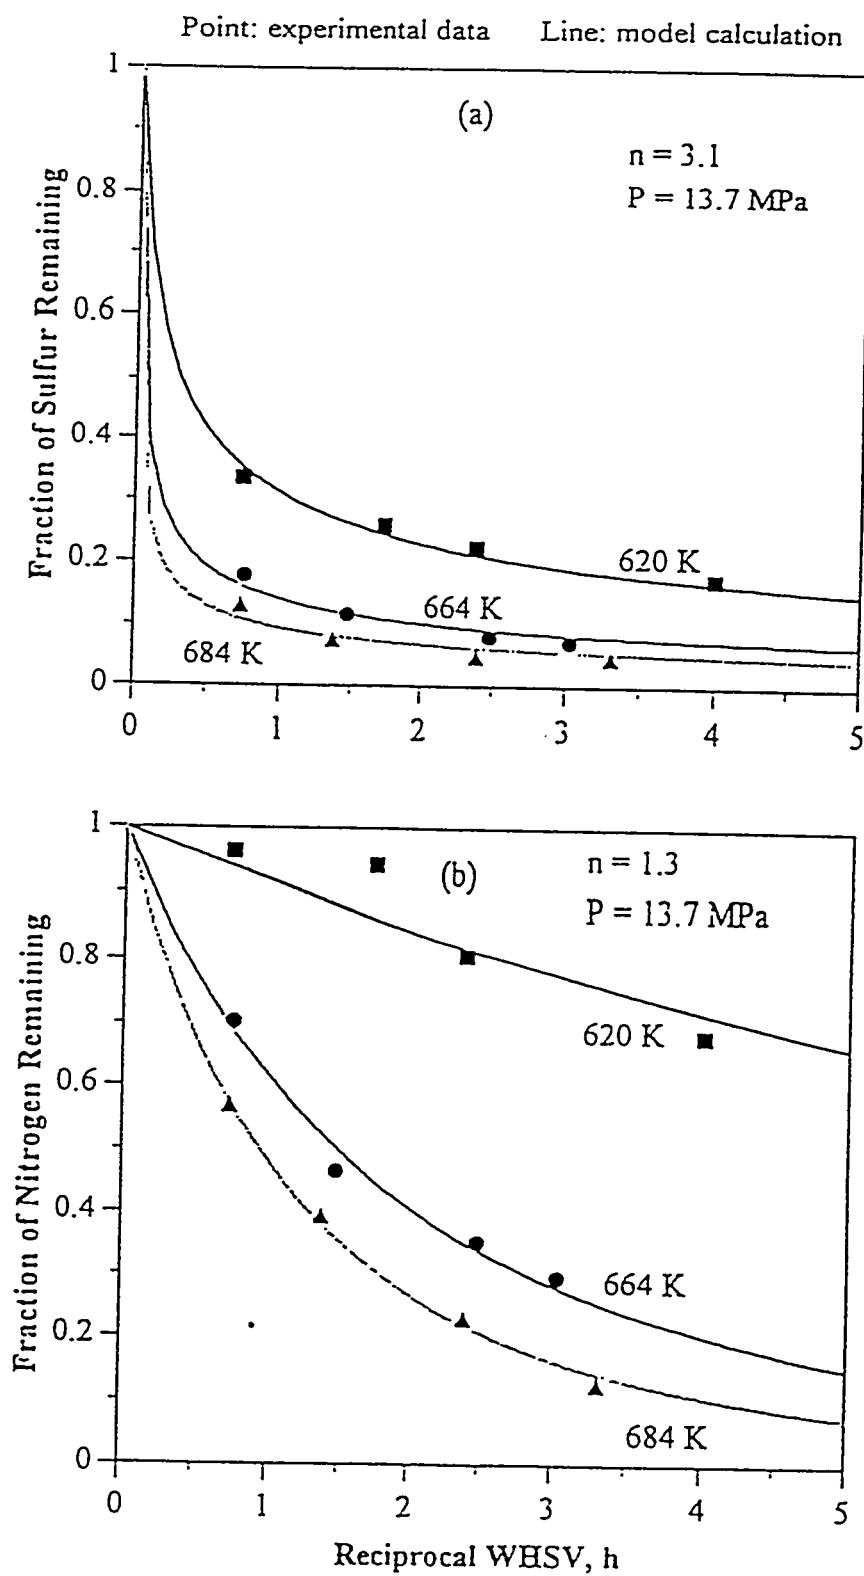 Point: experimental data Line: model calculation
(a)
n = 3.1
P = 13.7 MPa
Fraction of Sulfur Remaining
1
0.8
0.6
0.4
0.2
0
620 K
664 K
684 K
0 1 2 3 4 5
(b)
n = 1.3
P = 13.7 MPa
Fraction of Nitrogen Remnaining
1
0.8
0.6
0.4
0.2
0
620 K
664 K
684 K
0 1 2 3 4 5
Reciprocal WHSV, h